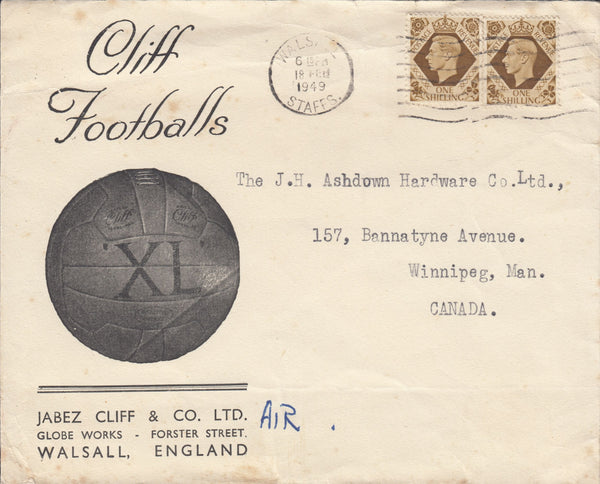 Cliff
Footballs
WALSALL
18 FEB
1949
STAFFS.
POSTAGE REVENUE
ONE
SHILLING
POSTAGE REVENUE
ONE
SHILLING
The J.H. Ashdown Hardware Co.Ltd.,
157, Bannatyne Avenue.
Winnipeg, Man.
CANADA.
Cliff
Cliff
'XL'
JABEZ CLIFF & CO. LTD.
GLOBE WORKS - FORSTER STREET.
WALSALL, ENGLAND
AIR.